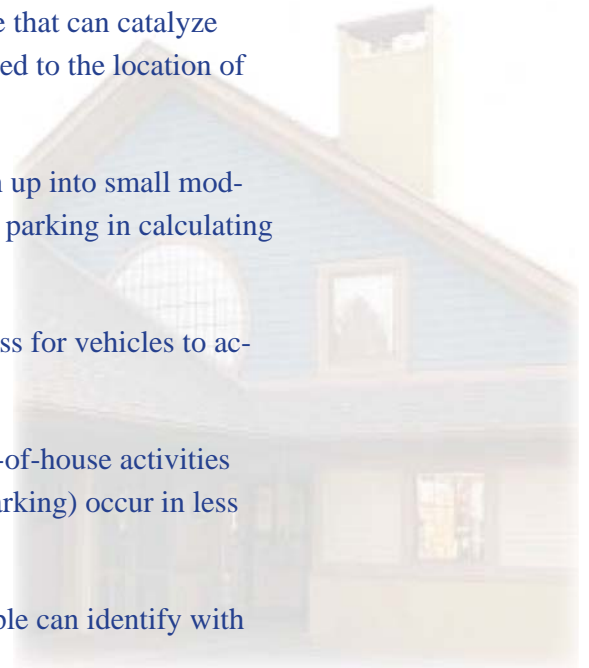 e that can catalyze
ed to the location of
up into small mod-
parking in calculating
ss for vehicles to ac-
-of-house activities
arking) occur in less
ple can identify with